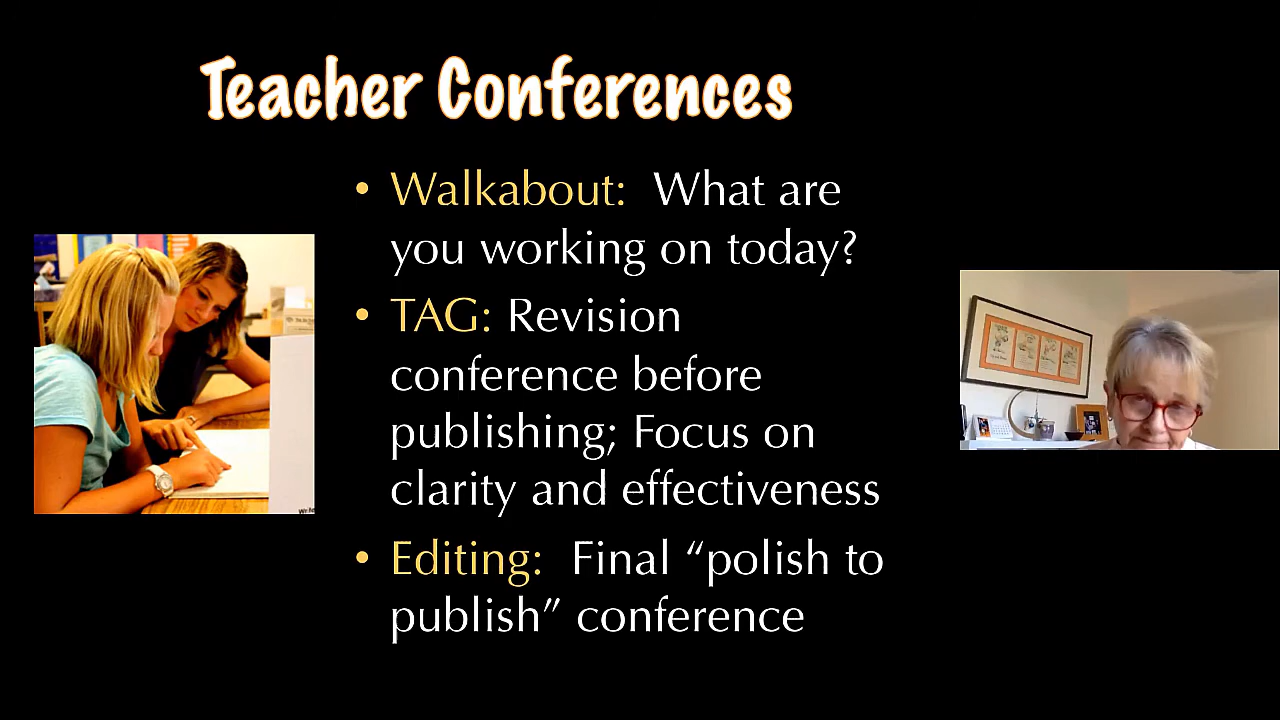 Teacher Conferences
• Walkabout:  What are
you working on today?
• TAG: Revision
conference before
publishing; Focus on
clarity and effectiveness
• Editing:  Final “polish to
publish” conference